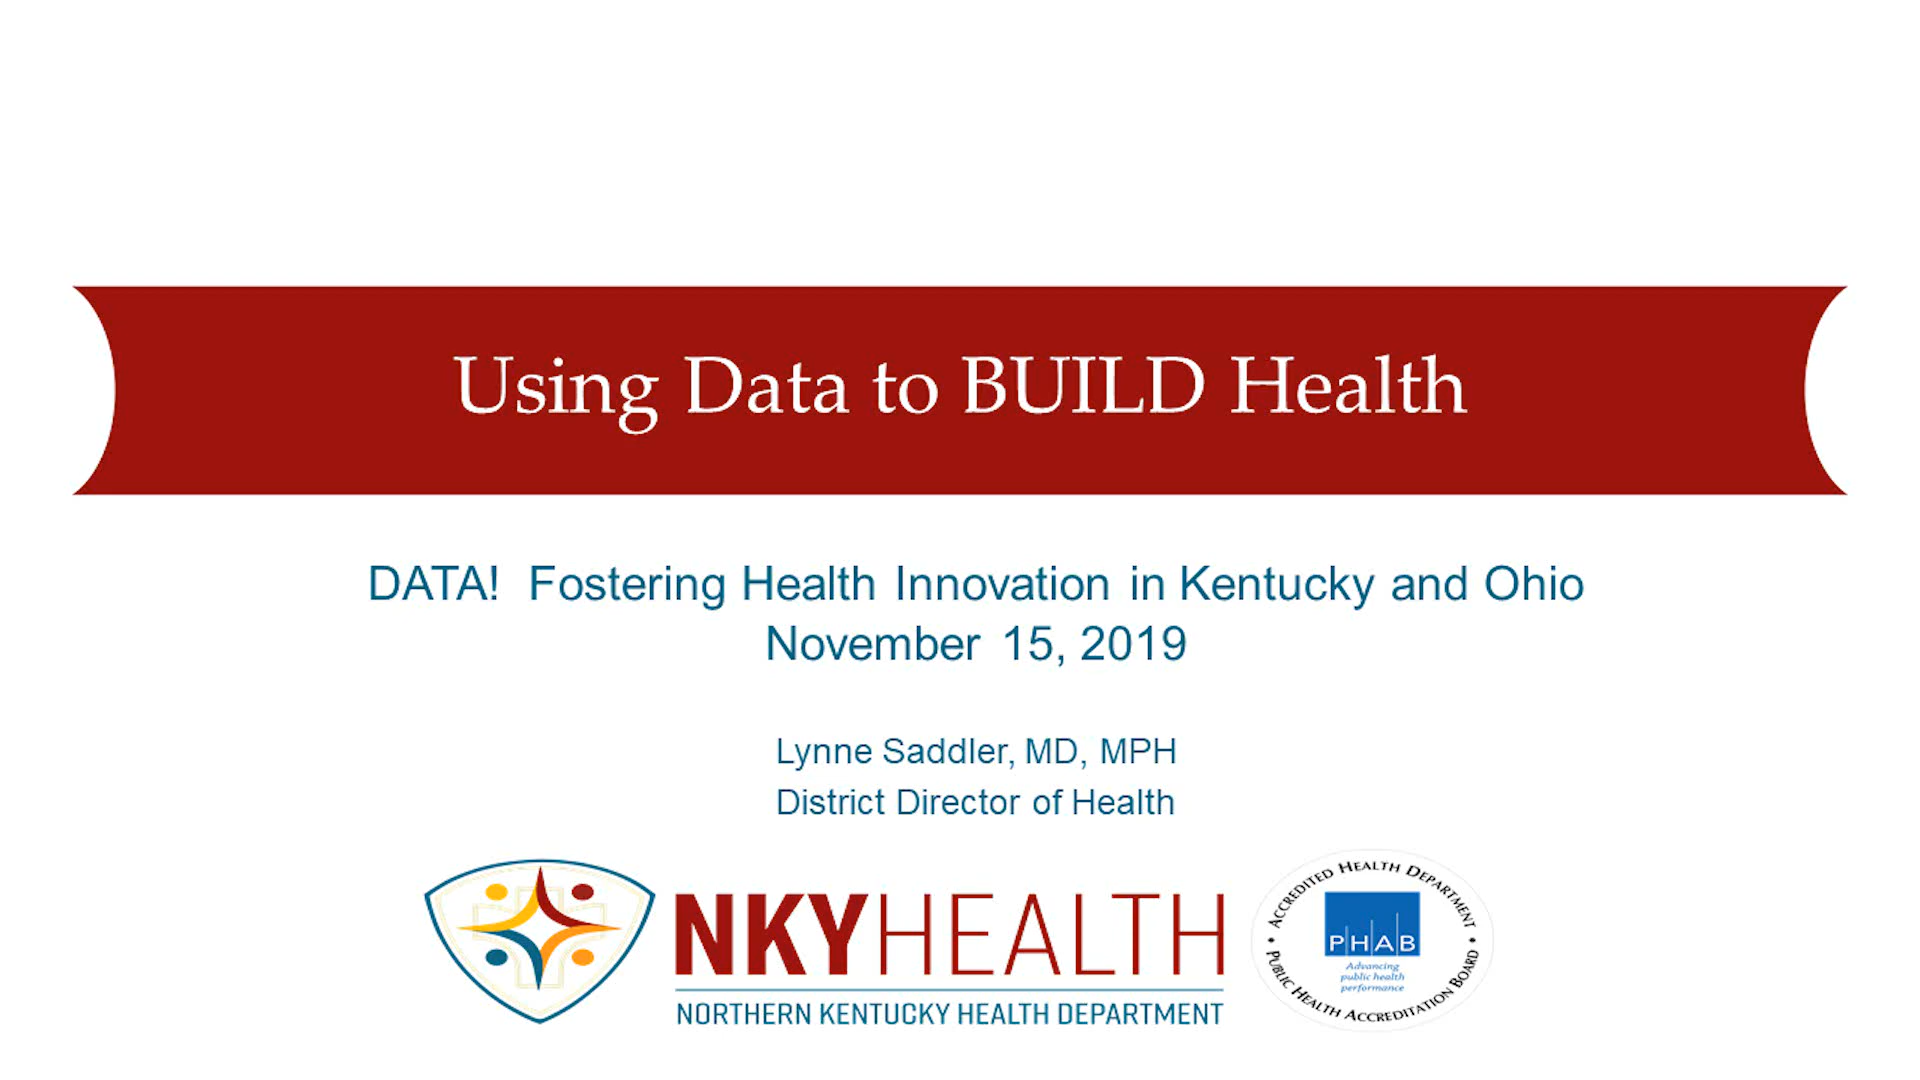 Using Data to BUILD Health
DATA! Fostering Health Innovation in Kentucky and Ohio
November 15, 2019
Lynne Saddler, MD, MPH
District Director of Health
NKYHEALTH
NORTHERN KENTUCKY HEALTH DEPARTMENT
ACCREDITED HEALTH DEPARTMENT
PHAB
Advancing
public health
performance
PUBLIC HEALTH ACCREDITATION BOARD